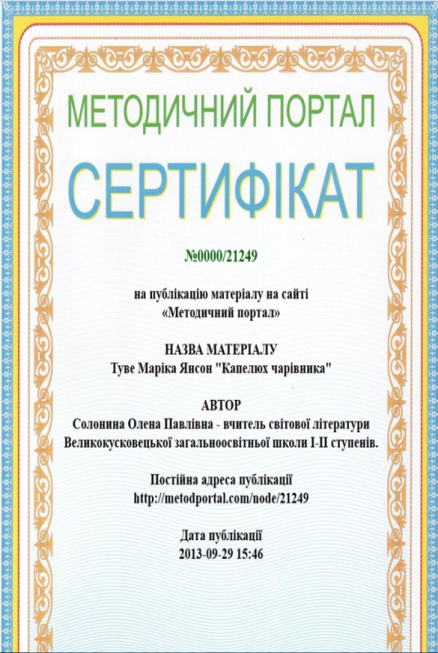 МЕТОДИЧНИЙ ПОРТАЛ
СЕРТИФІКАТ
№0000/21249
на публікацію матеріалу на сайті
«Методичний портал»
НАЗВА МАТЕРІАЛУ
Туве Маріка Янсон "Капелюх чарівника"
АВТОР
Солонина Олена Павлівна - вчитель світової літератури
Великокусковецької загальноосвітньої школи І-ІІ ступенів.
Постійна адреса публікації
http://metodportal.com/node/21249
Дата публікації
2013-09-29 15:46